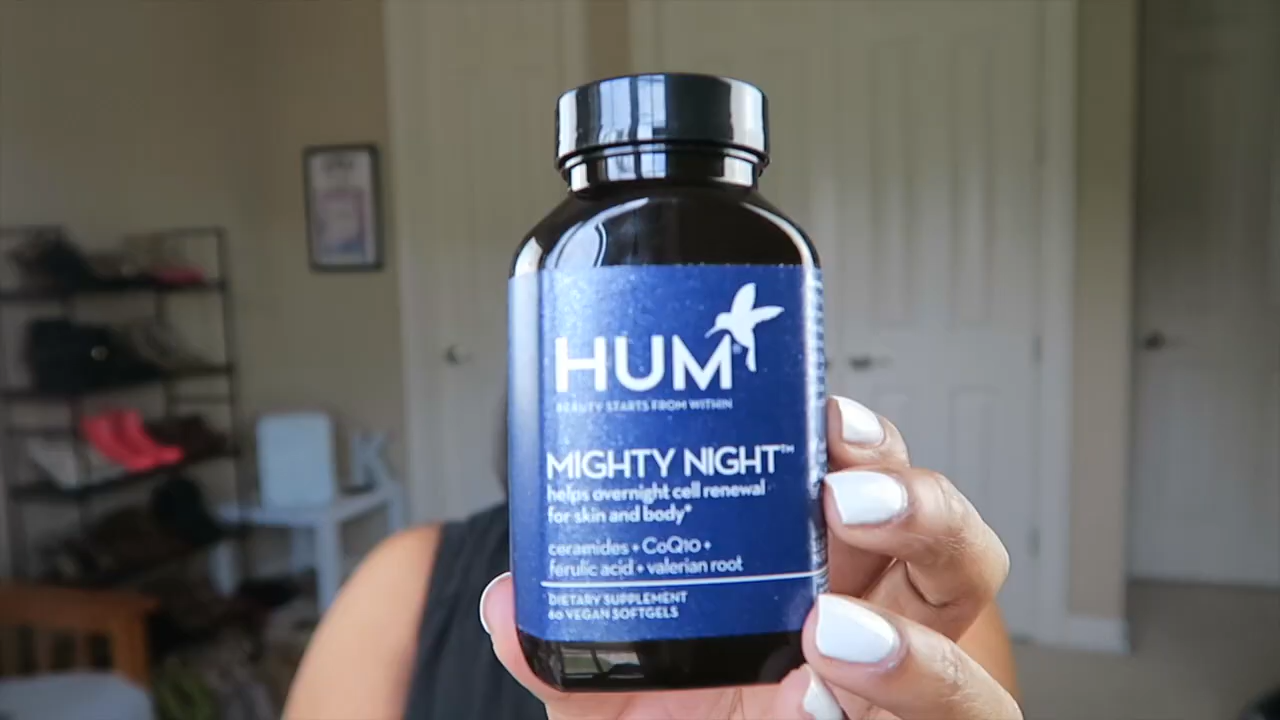 HUM®
BEAUTY STARTS FROM WITHIN
MIGHTY NIGHT™
helps overnight cell renewal
for skin and body*
ceramides • CoQ10 •
ferulic acid • valerian root
DIETARY SUPPLEMENT
60 VEGAN SOFTGELS
K